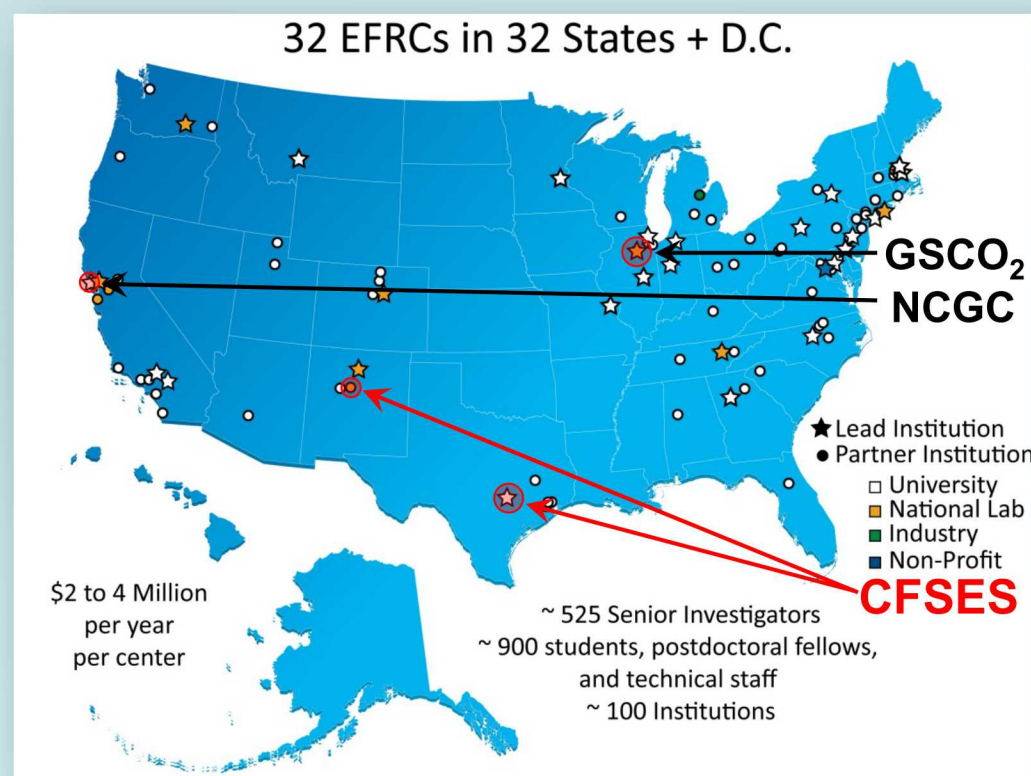 32 EFRCs in 32 States + D.C.
GSCO₂
NCGC
Lead Institution
Partner Institution
University
National Lab
Industry
Non-Profit
CFSES
$2 to 4 Million
per year
per center
~ 525 Senior Investigators
~ 900 students, postdoctoral fellows,
and technical staff
~ 100 Institutions